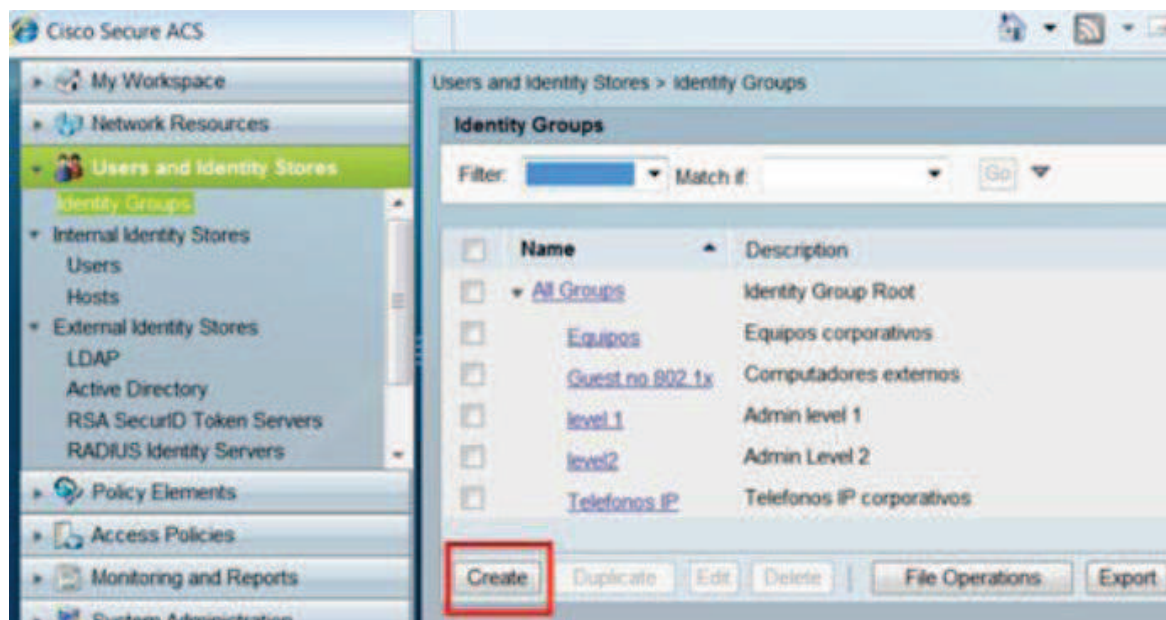 Cisco Secure ACS
My Workspace
Network Resources
Users and Identity Stores
Identity Groups
Internal Identity Stores
Users
Hosts
External Identity Stores
LDAP
Active Directory
RSA SecurID Token Servers
RADIUS Identity Servers
Policy Elements
Access Policies
Monitoring and Reports
System Administration
Users and Identity Stores > Identity Groups
Identity Groups
Filter: Match if: Go
Name Description
All Groups Identity Group Root
Equipos Equipos corporativos
Guest no 802.1x Computadores externos
level 1 Admin level 1
level2 Admin Level 2
Telefonos IP Telefonos IP corporativos
Create Duplicate Edit Delete File Operations Export